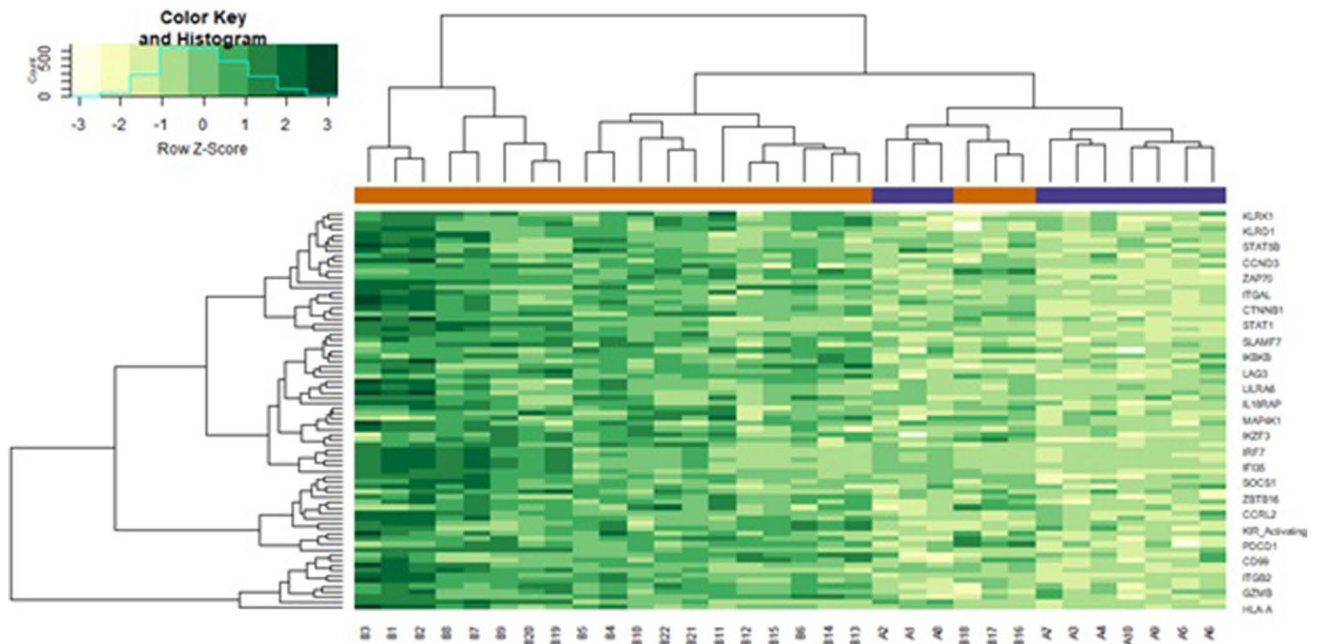 Color Key
and Histogram
Count
0 500
-3 -2 -1 0 1 2 3
Row Z-Score
KLRK1
KLRD1
STAT5B
CCND3
ZAP70
ITGAL
CTNNB1
STAT1
SLAMF7
IKBKB
LAG3
LILRA6
IL18RAP
MAP4K1
IKZF3
IRF7
IFI35
SOCS1
ZBTB16
CCRL2
KIR_Activating
PDCD1
CD99
ITGB2
GZMB
HLA-A
B3 B1 B2 B8 B7 B9 B20 B19 B5 B4 B10 B22 B21 B11 B12 B15 B6 B14 B13 A2 A1 A8 B18 B17 B16 A7 A3 A4 A10 A9 A5 A6